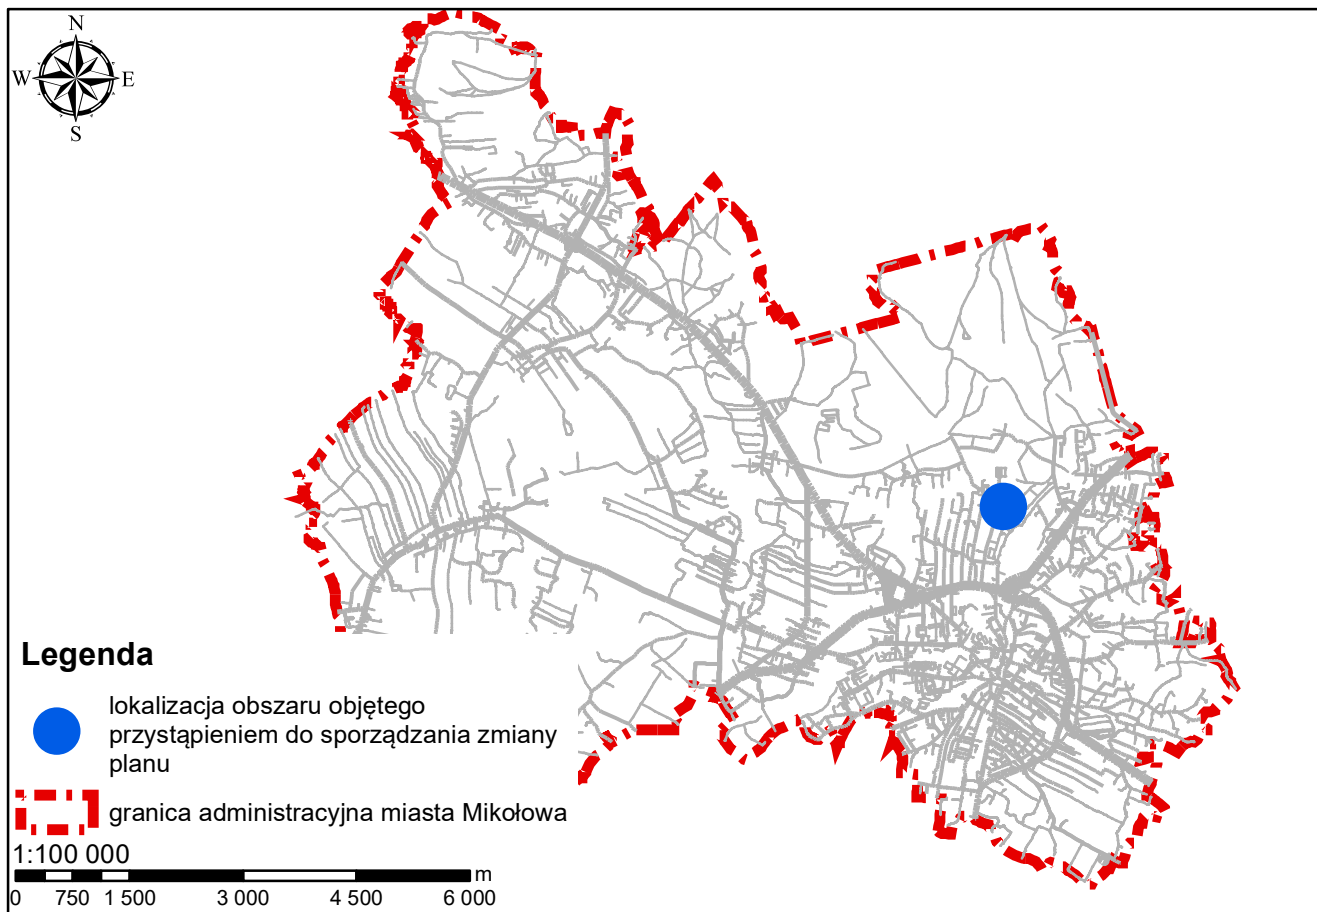 N
W E
S
Legenda
lokalizacja obszaru objętego
przystąpieniem do sporządzania zmiany
planu
granica administracyjna miasta Mikołowa
1:100 000
m
0 750 1 500 3 000 4 500 6 000